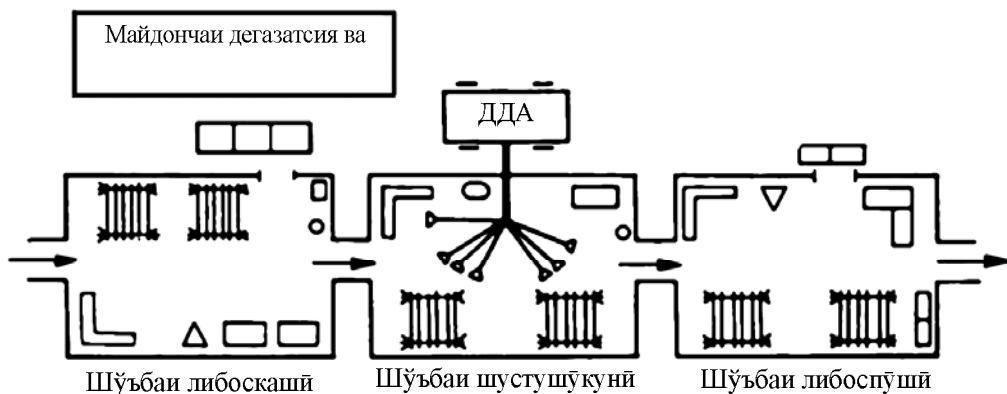 Майдончаи дегазатсия ва
ДДА
Шӯъбаи либоскашӣ
Шӯъбаи шустушӯкунӣ
Шӯъбаи либоспӯшӣ